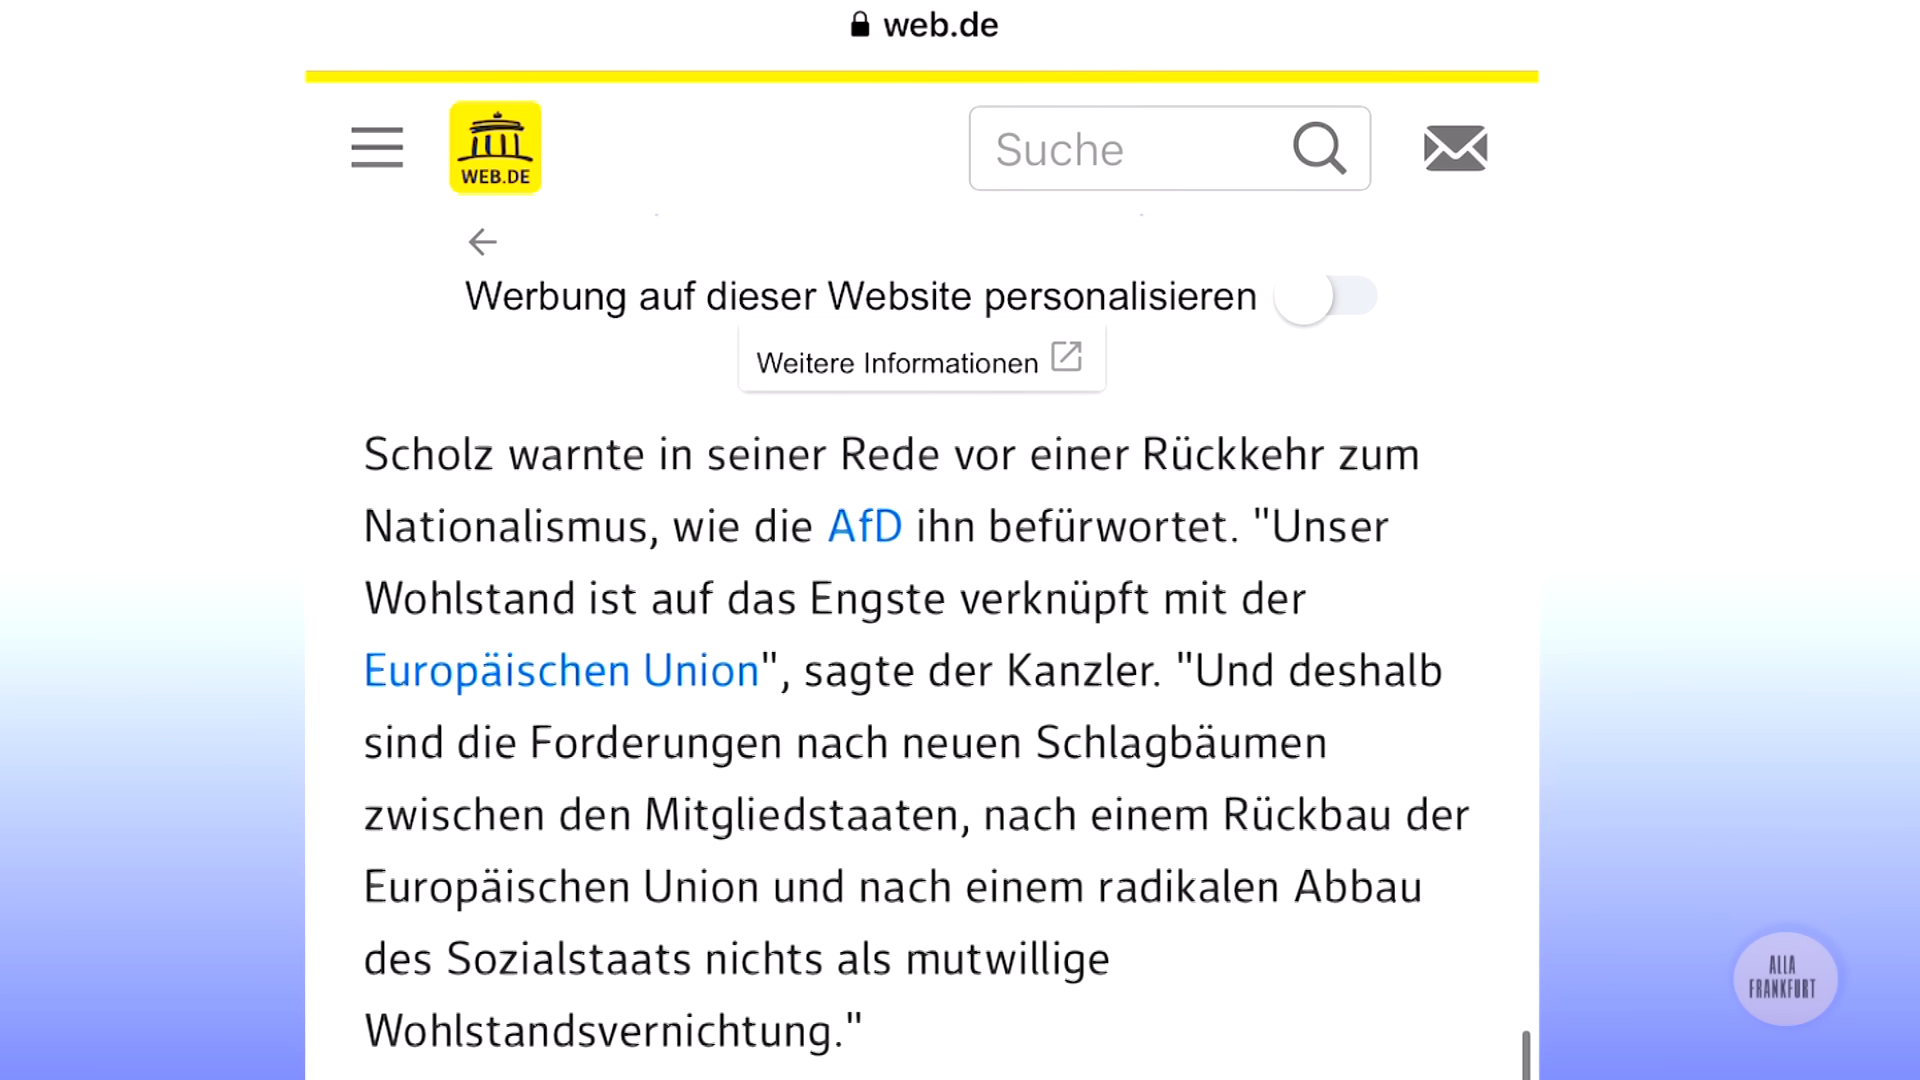 web.de
WEB.DE
Suche
Werbung auf dieser Website personalisieren
Weitere Informationen
Scholz warnte in seiner Rede vor einer Rückkehr zum
Nationalismus, wie die AfD ihn befürwortet. "Unser
Wohlstand ist auf das Engste verknüpft mit der
Europäischen Union", sagte der Kanzler. "Und deshalb
sind die Forderungen nach neuen Schlagbäumen
zwischen den Mitgliedstaaten, nach einem Rückbau der
Europäischen Union und nach einem radikalen Abbau
des Sozialstaats nichts als mutwillige
Wohlstandsvernichtung."
ALLA
FRANKFURT